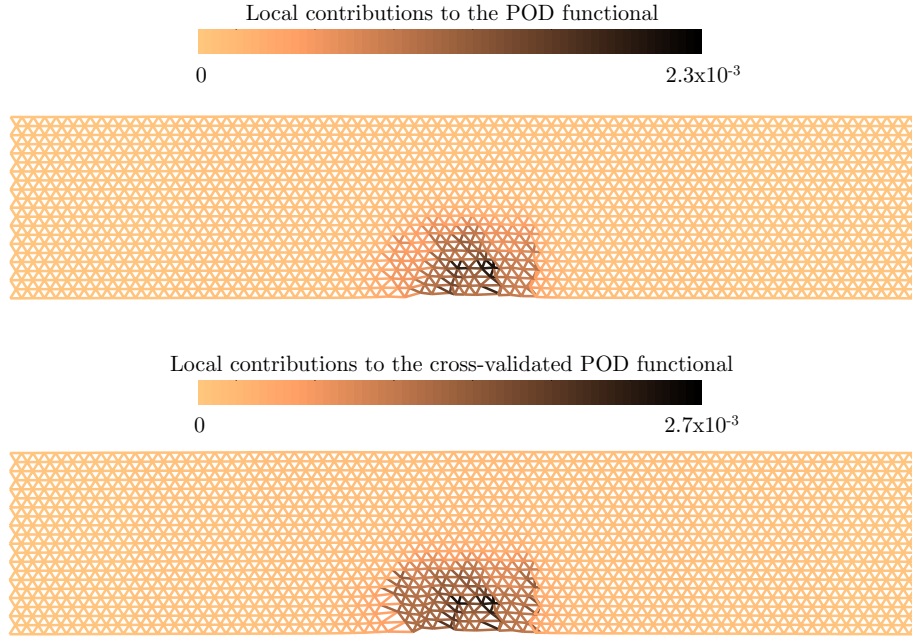 Local contributions to the POD functional
0 2.3x10⁻³
Local contributions to the cross-validated POD functional
0 2.7x10⁻³